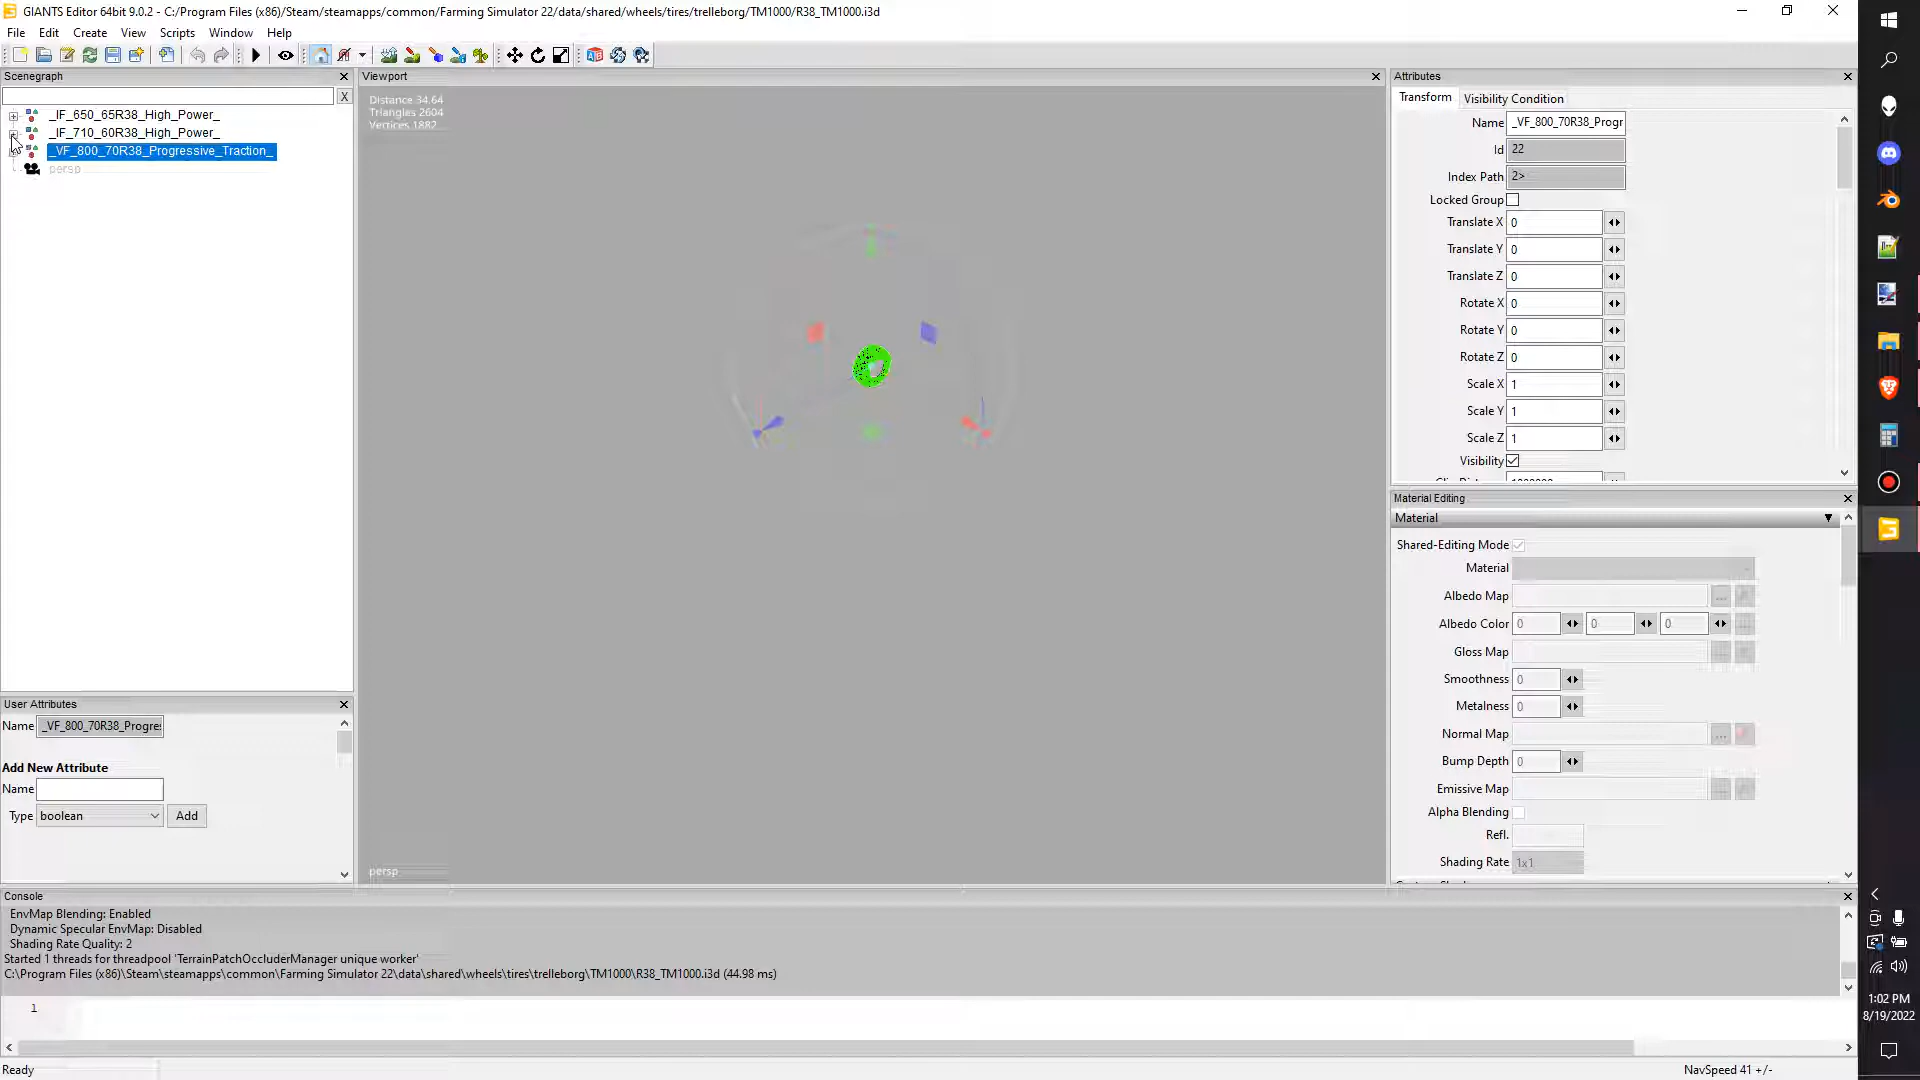 GIANTS Editor 64bit 9.0.2 - C:/Program Files (x86)/Steam/steamapps/common/Farming Simulator 22/data/shared/wheels/tires/trelleborg/TM1000/R38_TM1000.i3d
File Edit Create View Scripts Window Help
Scenegraph
X
_IF_650_65R38_High_Power_
_IF_710_60R38_High_Power_
_VF_800_70R38_Progressive_Traction_
persp
Viewport
Distance 34.64
Triangles 2604
Vertices 1882
persp
Attributes
Transform Visibility Condition
Name _VF_800_70R38_Progr
Id 22
Index Path 2>
Locked Group
Translate X 0
Translate Y 0
Translate Z 0
Rotate X 0
Rotate Y 0
Rotate Z 0
Scale X 1
Scale Y 1
Scale Z 1
Visibility
Material Editing
Material
Shared-Editing Mode
Material
Albedo Map ...
Albedo Color 0 0 0
Gloss Map
Smoothness 0
Metalness 0
Normal Map ...
Bump Depth 0
Emissive Map
Alpha Blending
Refl.
Shading Rate 1x1
User Attributes
Name _VF_800_70R38_Progres
Add New Attribute
Name
Type boolean Add
Console
EnvMap Blending: Enabled
Dynamic Specular EnvMap: Disabled
Shading Rate Quality: 2
Started 1 threads for threadpool 'TerrainPatchOccluderManager unique worker'
C:\Program Files (x86)\Steam\steamapps\common\Farming Simulator 22\data\shared\wheels\tires\trelleborg\TM1000\R38_TM1000.i3d (44.98 ms)
1
Ready
NavSpeed 41 +/-
1:02 PM
8/19/2022